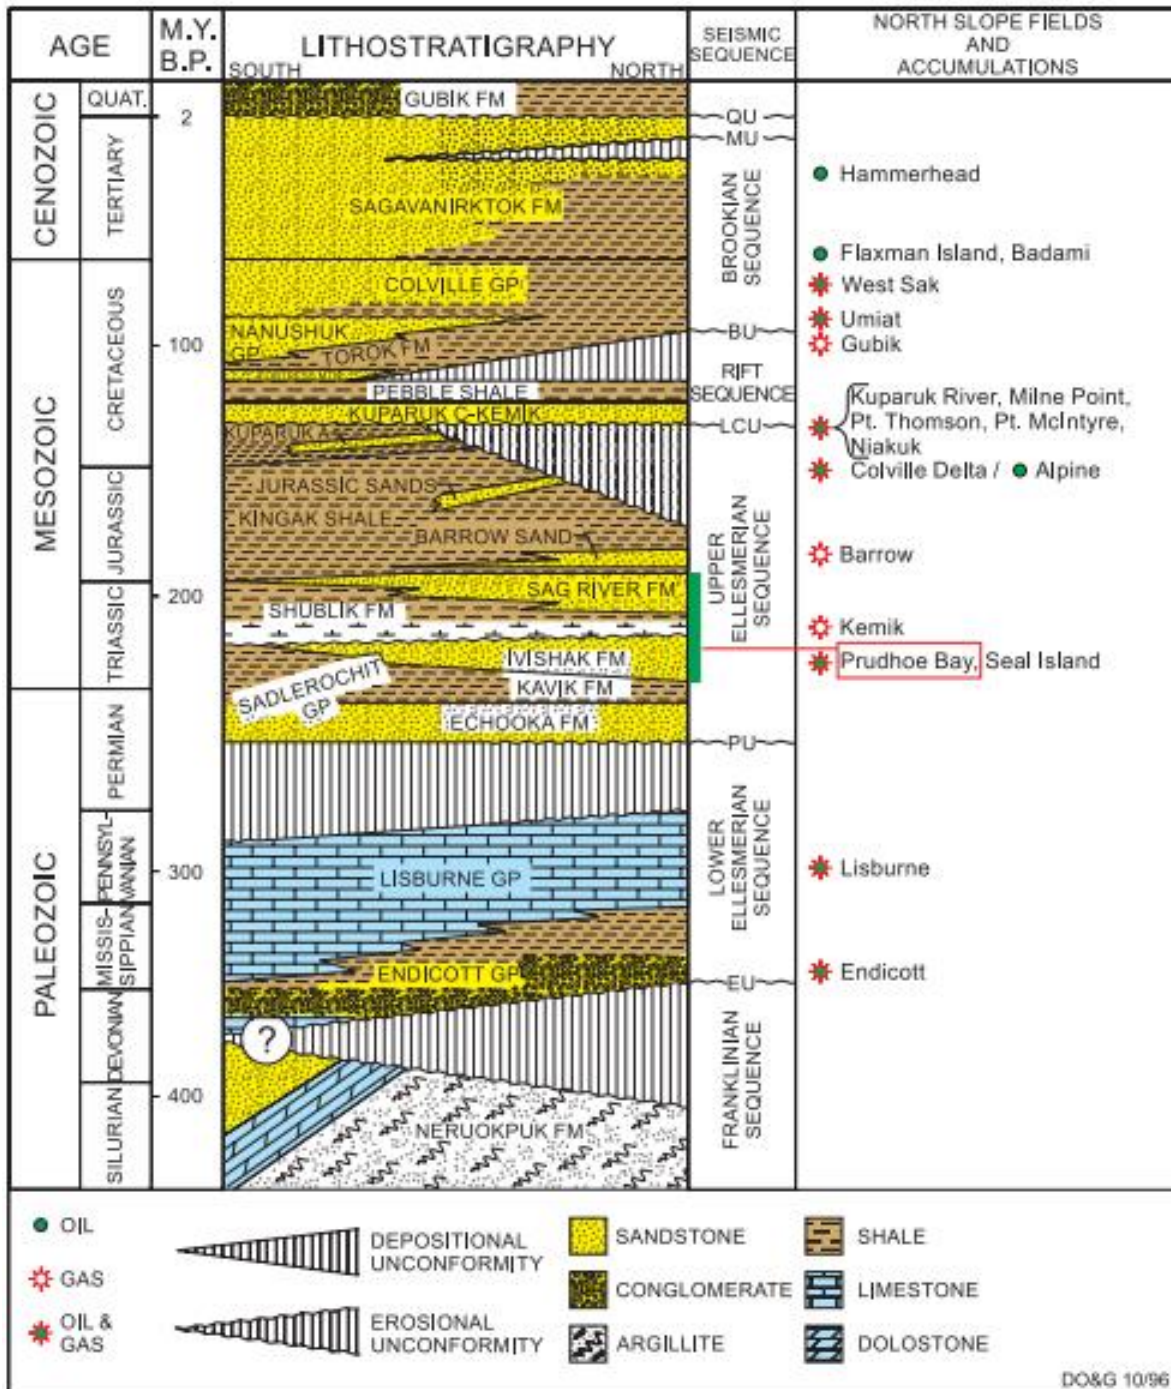 AGE
M.Y.
B.P.
LITHOSTRATIGRAPHY
SOUTH
NORTH
SEISMIC
SEQUENCE
NORTH SLOPE FIELDS
AND
ACCUMULATIONS
CENOZOIC
MESOZOIC
PALEOZOIC
QUAT.
TERTIARY
CRETACEOUS
JURASSIC
TRIASSIC
PERMIAN
PENNSYL-
VANIAN
MISSIS-
SIPPIAN
DEVONIAN
SILURIAN
2
100
200
300
400
GUBIK FM
SAGAVANIRKTOK FM
COLVILLE GP
NANUSHUK
GP
TOROK FM
PEBBLE SHALE
KUPARUK C-KEMIK
KUPARUK A
JURASSIC SANDS
KINGAK SHALE
BARROW SAND
SAG RIVER FM
SHUBLIK FM
IVISHAK FM
KAVIK FM
SADLEROCHIT
GP
ECHOOKA FM
LISBURNE GP
ENDICOTT GP
?
NERUOKPUK FM
QU
MU
BROOKIAN
SEQUENCE
BU
RIFT
SEQUENCE
LCU
UPPER
ELLESMERIAN
SEQUENCE
PU
LOWER
ELLESMERIAN
SEQUENCE
EU
FRANKLINIAN
SEQUENCE
Hammerhead
Flaxman Island, Badami
West Sak
Umiat
Gubik
Kuparuk River, Milne Point,
Pt. Thomson, Pt. McIntyre,
Niakuk
Colville Delta / Alpine
Barrow
Kemik
Prudhoe Bay, Seal Island
Lisburne
Endicott
OIL
GAS
OIL &
GAS
DEPOSITIONAL
UNCONFORMITY
EROSIONAL
UNCONFORMITY
SANDSTONE
CONGLOMERATE
ARGILLITE
SHALE
LIMESTONE
DOLOSTONE
DO&G 10/96